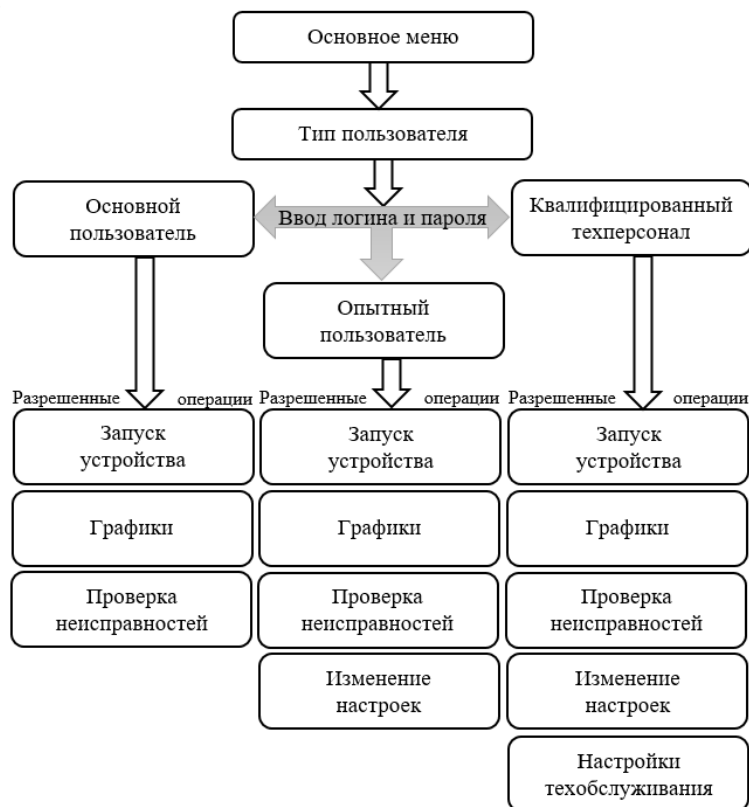 Основное меню
Тип пользователя
Основной
пользователь
Ввод логина и пароля
Квалифицированный
техперсонал
Опытный
пользователь
Разрешенные операции
Разрешенные операции
Разрешенные операции
Запуск
устройства
Запуск
устройства
Запуск
устройства
Графики
Графики
Графики
Проверка
неисправностей
Проверка
неисправностей
Проверка
неисправностей
Изменение
настроек
Изменение
настроек
Настройки
техобслуживания